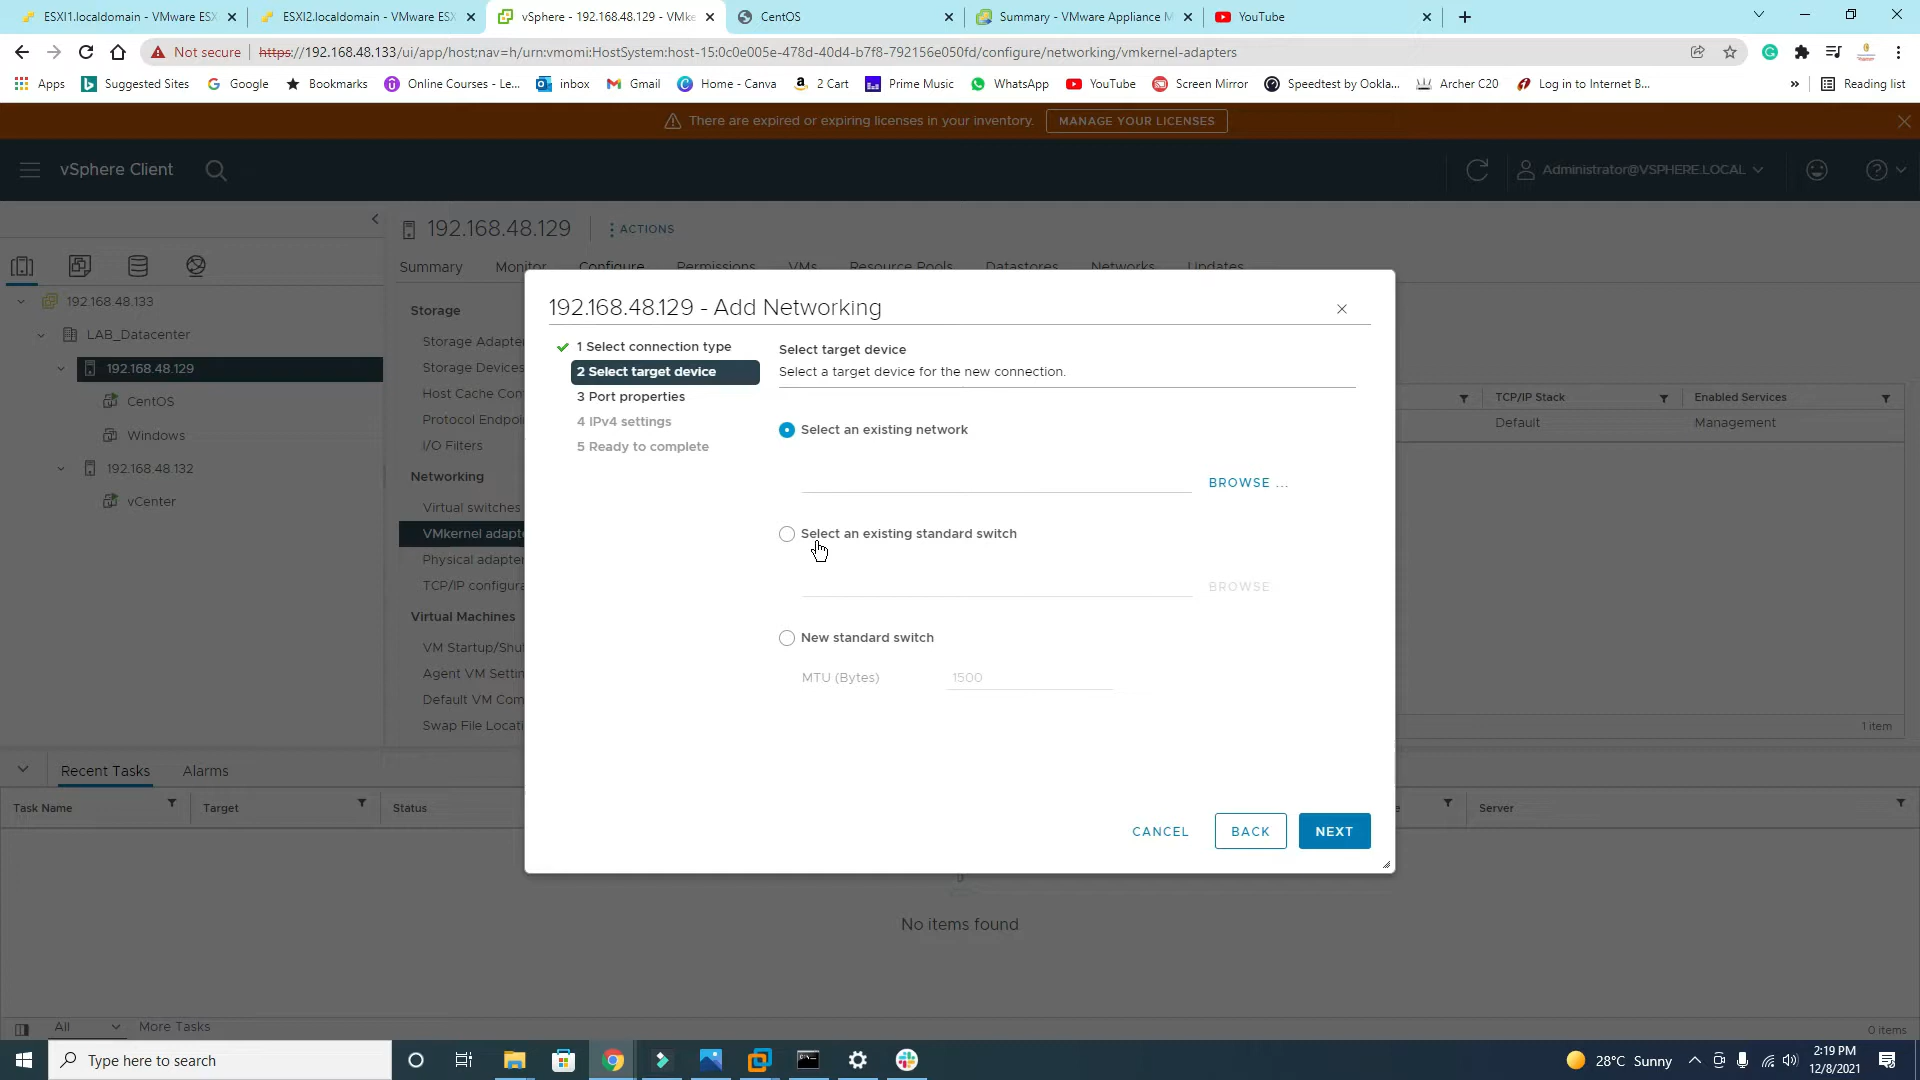 ESXI1.localdomain - VMware ESX
ESXI2.localdomain - VMware ESX
vSphere - 192.168.48.129 - VMke
CentOS
Summary - VMware Appliance M
YouTube
Not secure
https://192.168.48.133/ui/app/host;nav=h/urn:vmomi:HostSystem:host-15:0c0e005e-478d-40d4-b7f8-792156e050fd/configure/networking/vmkernel-adapters
Apps
Suggested Sites
Google
Bookmarks
Online Courses - Le...
inbox
Gmail
Home - Canva
2 Cart
Prime Music
WhatsApp
YouTube
Screen Mirror
Speedtest by Ookla...
Archer C20
Log in to Internet B...
»
Reading list
There are expired or expiring licenses in your inventory.
MANAGE YOUR LICENSES
vSphere Client
Administrator@VSPHERE.LOCAL
192.168.48.129
ACTIONS
Summary
Monitor
Configure
Permissions
VMs
Resource Pools
Datastores
Networks
Updates
192.168.48.133
LAB_Datacenter
192.168.48.129
CentOS
Windows
192.168.48.132
vCenter
Storage
Storage Adapte
Storage Devices
Host Cache Con
Protocol Endpoi
I/O Filters
Networking
Virtual switches
VMkernel adapte
Physical adapter
TCP/IP configura
Virtual Machines
VM Startup/Shut
Agent VM Settin
Default VM Com
Swap File Locati
192.168.48.129 - Add Networking
1 Select connection type
2 Select target device
3 Port properties
4 IPv4 settings
5 Ready to complete
Select target device
Select a target device for the new connection.
Select an existing network
BROWSE ...
Select an existing standard switch
BROWSE
New standard switch
MTU (Bytes)
1500
CANCEL
BACK
NEXT
TCP/IP Stack
Enabled Services
Default
Management
1 item
Recent Tasks
Alarms
Task Name
Target
Status
Server
No items found
All
More Tasks
0 items
Type here to search
28°C Sunny
2:19 PM
12/8/2021